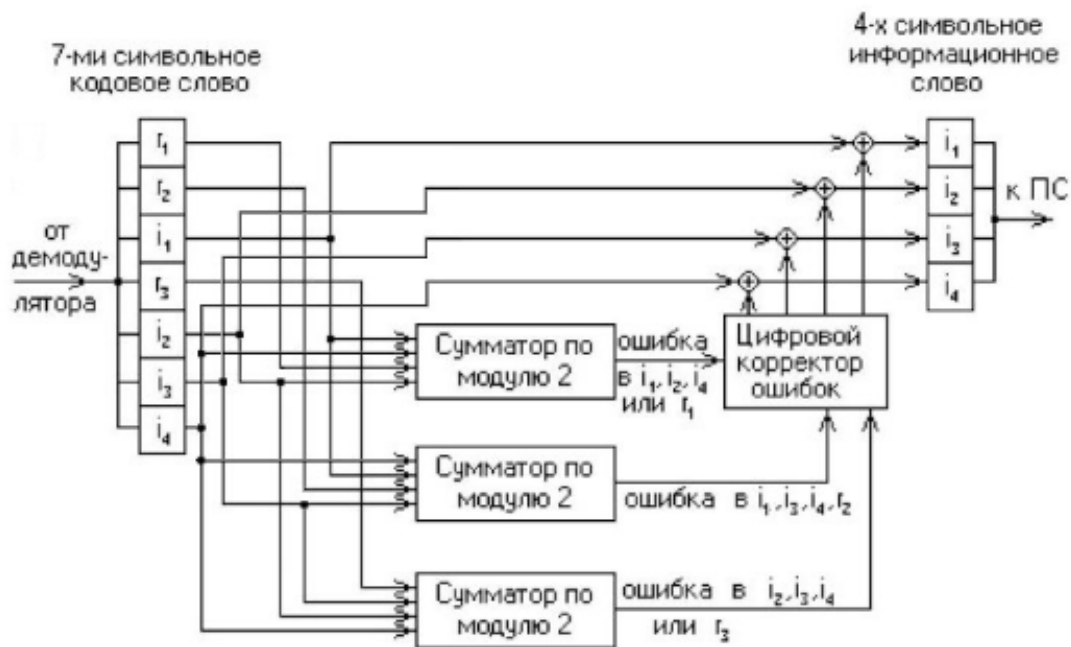 7-ми символьное
кодовое слово
4-х символьное
информационное
слово
r₁
r₂
i₁
r₃
i₂
i₃
i₄
от
демоду-
лятора
i₁
i₂
i₃
i₄
к ПС
Сумматор по
модулю 2
ошибка
в i₁, i₂, i₄
или r₁
Цифровой
корректор
ошибок
Сумматор по
модулю 2
ошибка в i₁, i₃, i₄, r₂
Сумматор по
модулю 2
ошибка в i₂, i₃, i₄
или r₃